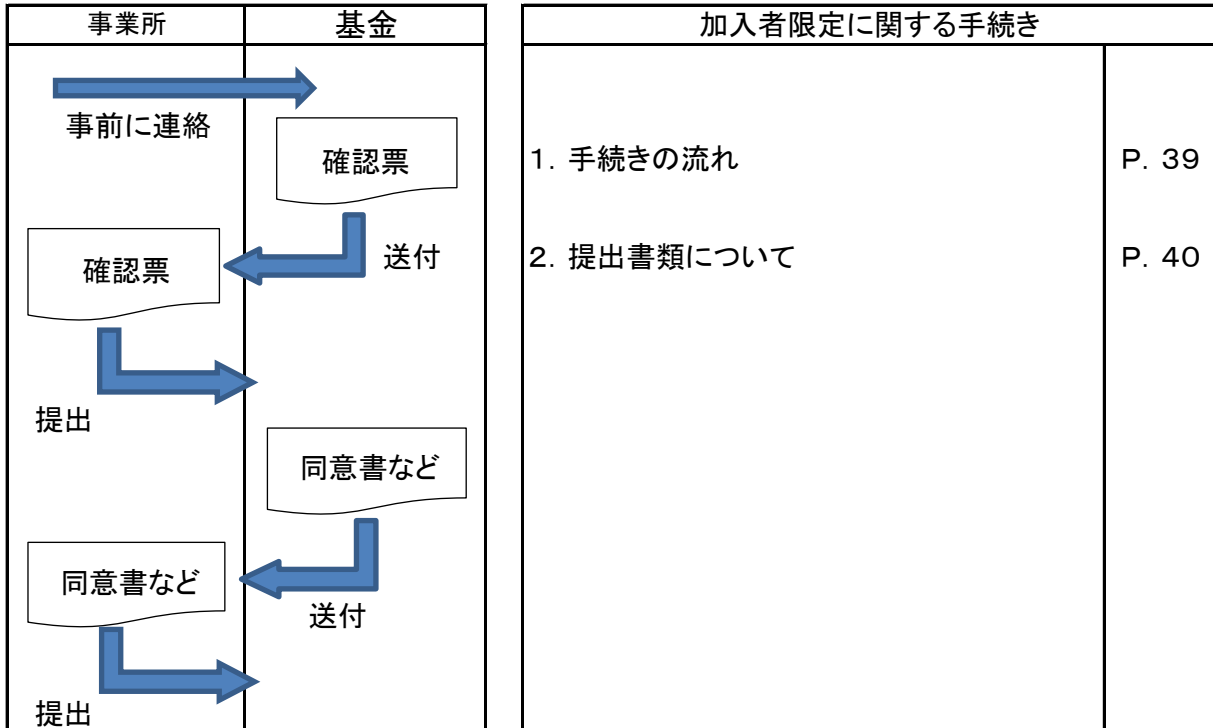 事業所
基金
事前に連絡
確認票
送付
確認票
提出
同意書など
同意書など
送付
提出
加入者限定に関する手続き
1. 手続きの流れ P. 39
2. 提出書類について P. 40